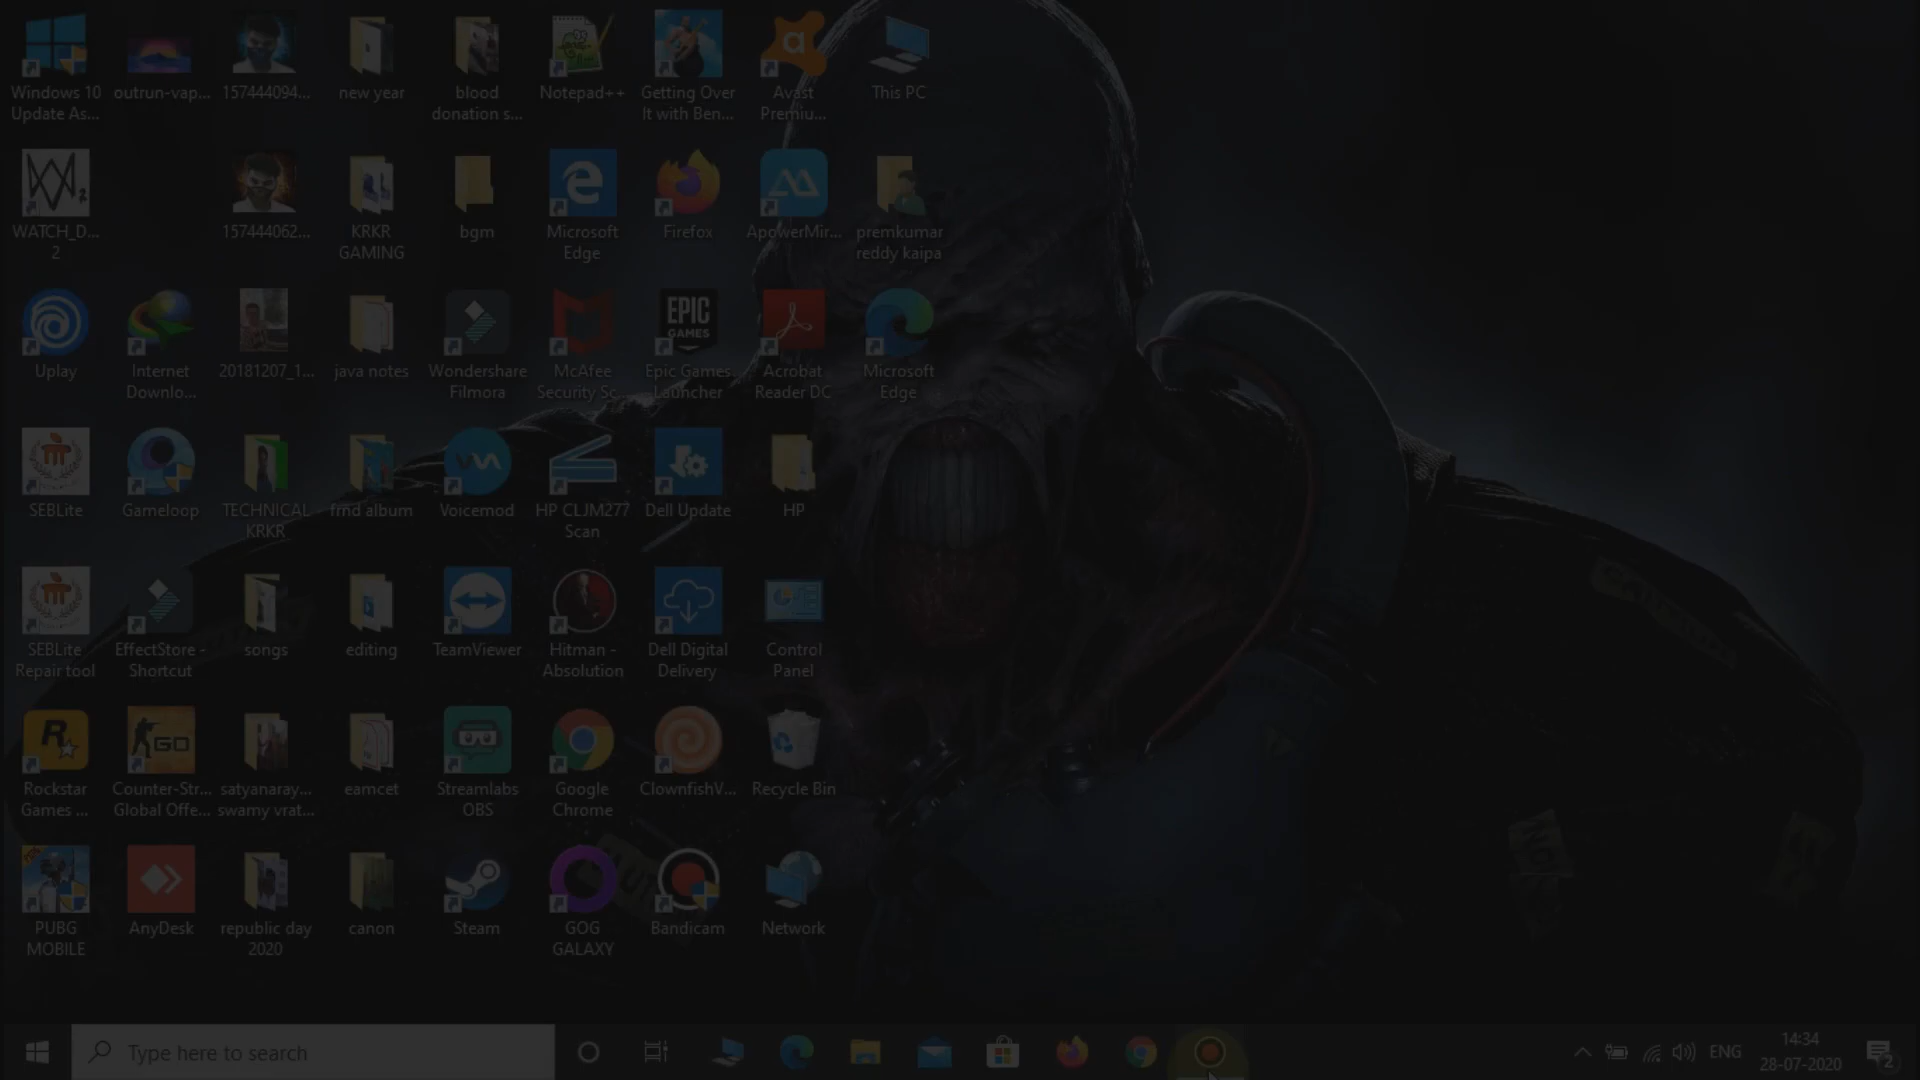 Windows 10
Update As...
outrun-vap...
157444094...
new year
blood
donation s...
Notepad++
Getting Over
It with Ben...
Avast
Premiu...
This PC
WATCH_D...
2
157444062...
KRKR
GAMING
bgm
Microsoft
Edge
Firefox
ApowerMir...
premkumar
reddy kaipa
EPIC
GAMES
Uplay
Internet
Downlo...
20181207_1...
java notes
Wondershare
Filmora
McAfee
Security Sc...
Epic Games
Launcher
Acrobat
Reader DC
Microsoft
Edge
SEBLite
Gameloop
TECHNICAL
KRKR
frnd album
Voicemod
HP CLJM277
Scan
Dell Update
HP
SEBLite
Repair tool
EffectStore -
Shortcut
songs
editing
TeamViewer
Hitman -
Absolution
Dell Digital
Delivery
Control
Panel
GO
Rockstar
Games ...
Counter-Str...
Global Offe...
satyanaray...
swamy vrat...
eamcet
Streamlabs
OBS
Google
Chrome
ClownfishV...
Recycle Bin
PUBG
MOBILE
AnyDesk
republic day
2020
canon
Steam
GOG
GALAXY
Bandicam
Network
Type here to search
ENG
14:34
28-07-2020
2